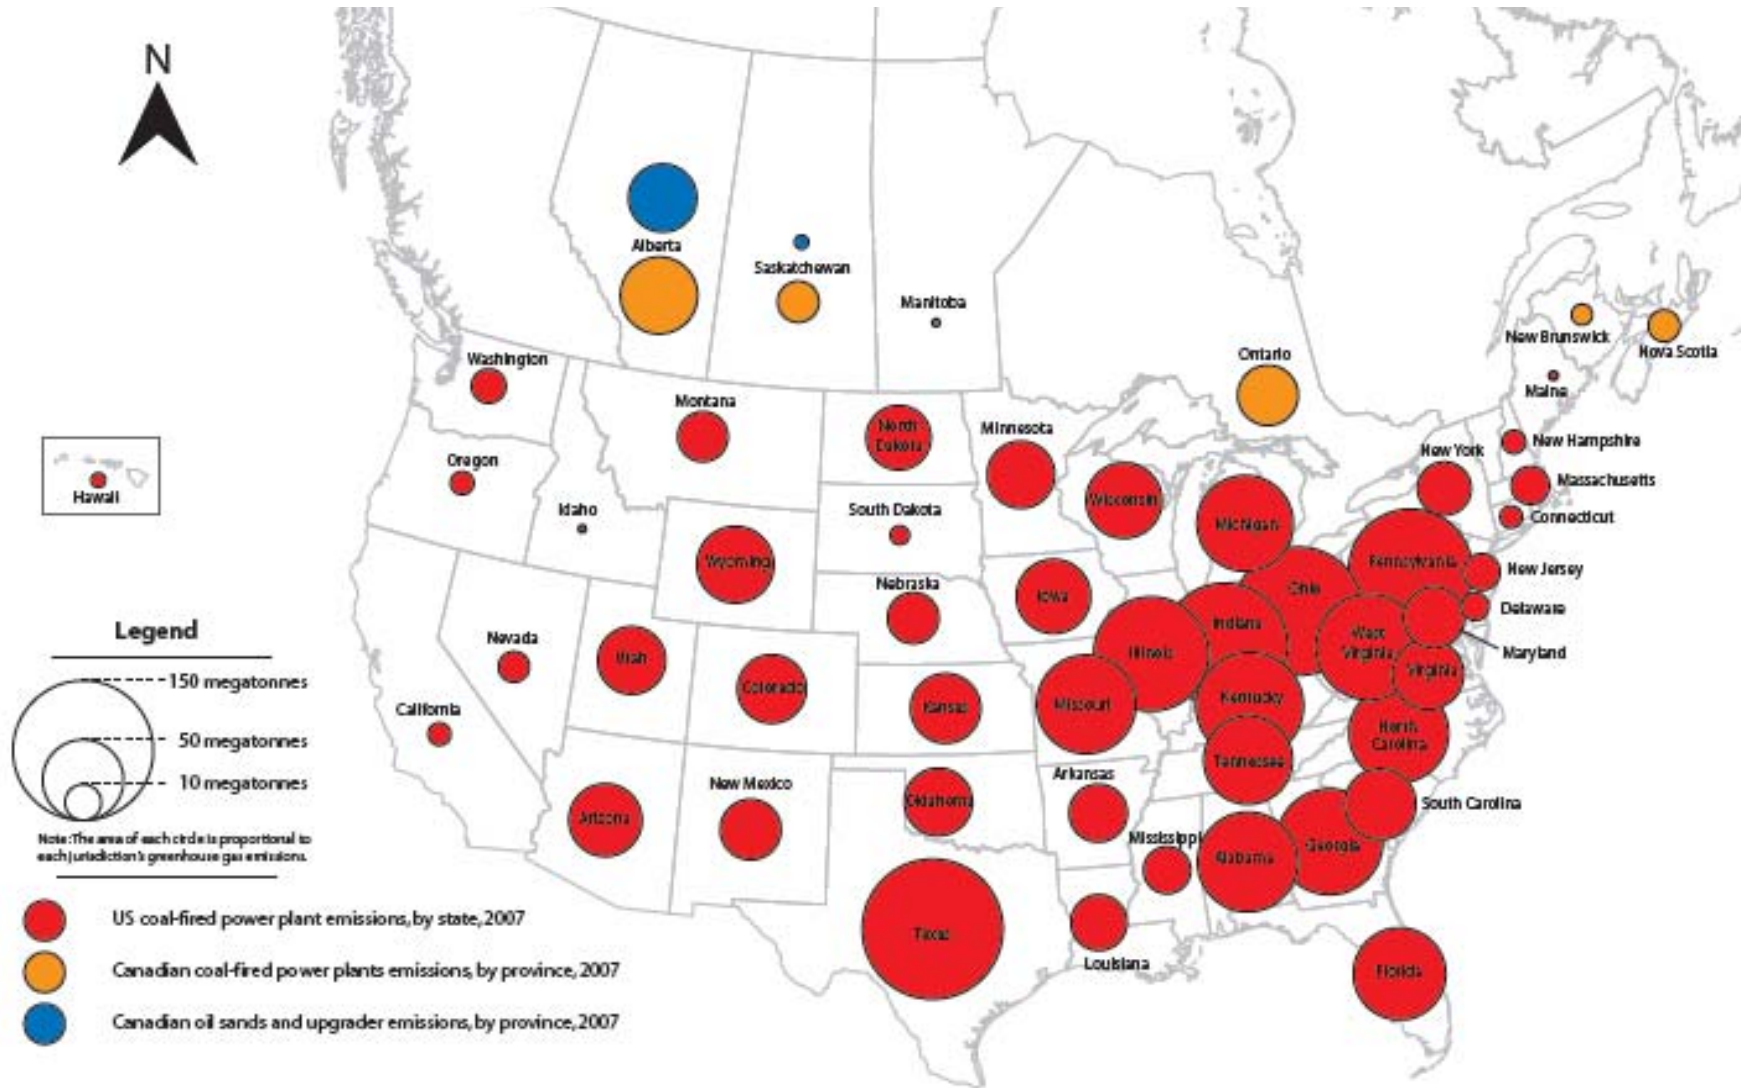 N
Alberta
Saskatchewan
Manitoba
Ontario
New Brunswick
Nova Scotia
Maine
Washington
Montana
North
Dakota
Minnesota
Wisconsin
Michigan
New York
New Hampshire
Massachusetts
Connecticut
Oregon
Idaho
Hawaii
South Dakota
Wyoming
Nebraska
Iowa
Pennsylvania
New Jersey
Ohio
Delaware
Maryland
Indiana
Illinois
West
Virginia
Virginia
Nevada
Utah
Colorado
Kansas
Missouri
Kentucky
California
North
Carolina
Tennessee
Arizona
New Mexico
Oklahoma
Arkansas
South Carolina
Mississippi
Alabama
Georgia
Texas
Louisiana
Florida
Legend
150 megatonnes
50 megatonnes
10 megatonnes
Note: The area of each circle is proportional to
each jurisdiction's greenhouse gas emissions.
US coal-fired power plant emissions, by state, 2007
Canadian coal-fired power plants emissions, by province, 2007
Canadian oil sands and upgrader emissions, by province, 2007